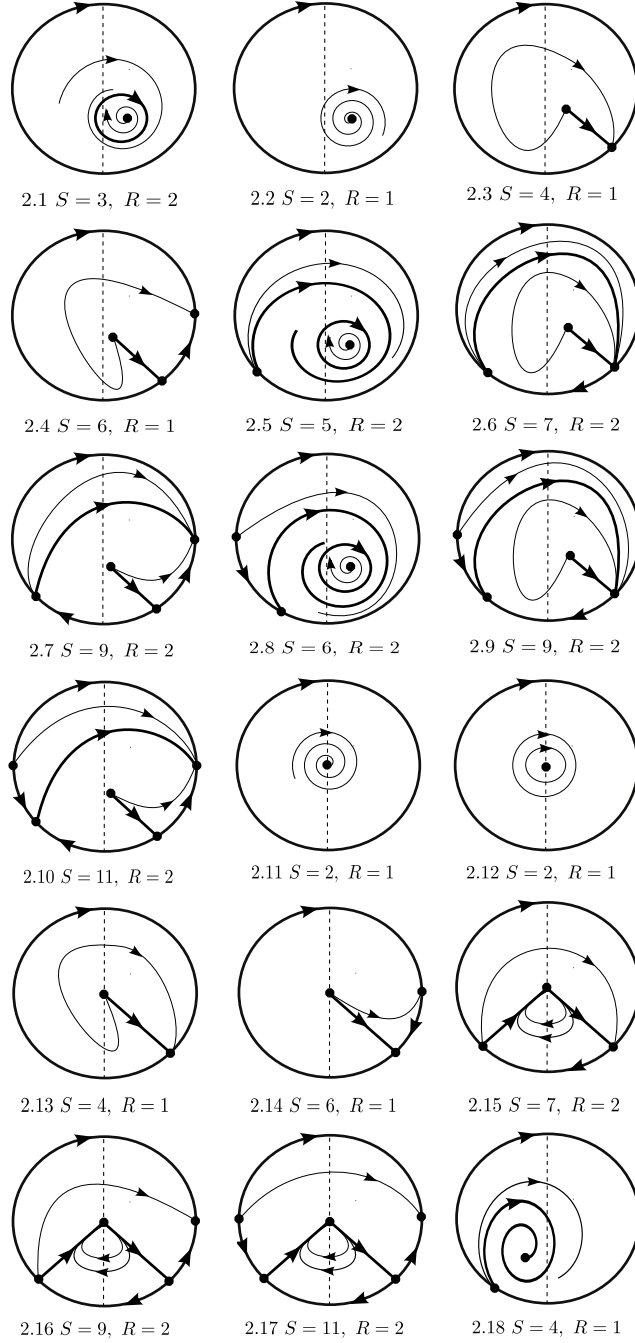 2.1 S = 3, R = 2
2.2 S = 2, R = 1
2.3 S = 4, R = 1
2.4 S = 6, R = 1
2.5 S = 5, R = 2
2.6 S = 7, R = 2
2.7 S = 9, R = 2
2.8 S = 6, R = 2
2.9 S = 9, R = 2
2.10 S = 11, R = 2
2.11 S = 2, R = 1
2.12 S = 2, R = 1
2.13 S = 4, R = 1
2.14 S = 6, R = 1
2.15 S = 7, R = 2
2.16 S = 9, R = 2
2.17 S = 11, R = 2
2.18 S = 4, R = 1